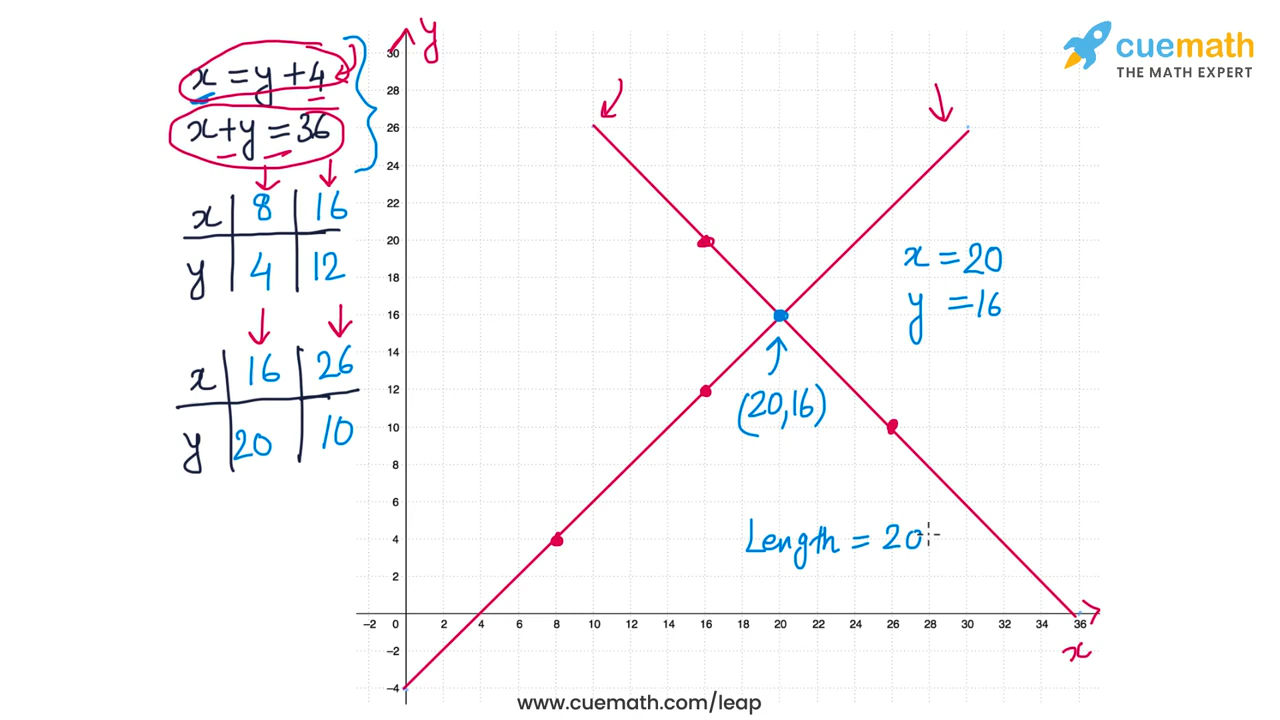 cuemath
THE MATH EXPERT
x = y + 4
x + y = 36
x | 8 | 16
y | 4 | 12
x | 16 | 26
y | 20 | 10
y
30
28
26
24
22
20
18
16
14
12
10
8
6
4
2
-2 0 2 4 6 8 10 12 14 16 18 20 22 24 26 28 30 32 34 36
-2
-4
x
x = 20
y = 16
(20,16)
Length = 20
www.cuemath.com/leap